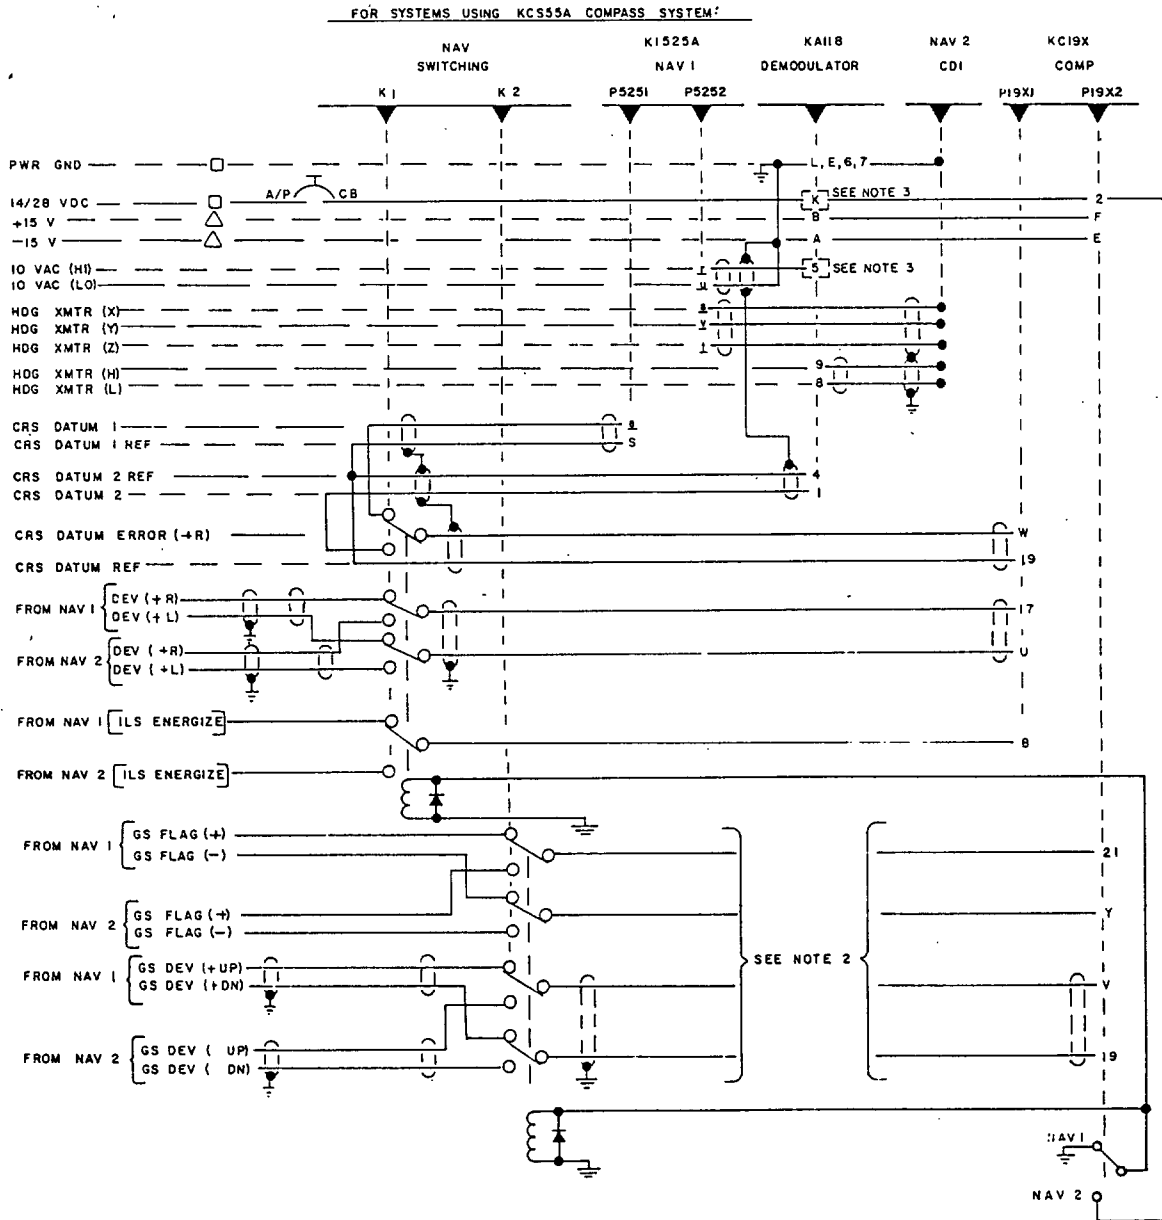 FOR SYSTEMS USING KCS55A COMPASS SYSTEM:
NAV SWITCHING
KI525A NAV 1
KA118 DEMODULATOR
NAV 2 CDI
KC19X COMP
K1 K2 P5251 P5252 P19X1 P19X2
PWR GND L, E, 6, 7
A/P CB
14/28 VDC K SEE NOTE 3 2
+15 V B F
-15 V A E
10 VAC (HI) r 5 SEE NOTE 3
10 VAC (LO) u
HDG XMTR (X) s
HDG XMTR (Y) v
HDG XMTR (Z) t
HDG XMTR (H) 9
HDG XMTR (L) 8
CRS DATUM 1
CRS DATUM 1 REF S
CRS DATUM 2 REF 4
CRS DATUM 2 1
CRS DATUM ERROR (+R) W
CRS DATUM REF 19
FROM NAV 1 DEV (+R) 17
DEV (+L)
FROM NAV 2 DEV (+R) U
DEV (+L)
FROM NAV 1 [ILS ENERGIZE]
8
FROM NAV 2 [ILS ENERGIZE]
FROM NAV 1 GS FLAG (+) 21
GS FLAG (-)
FROM NAV 2 GS FLAG (+) Y
GS FLAG (-)
SEE NOTE 2
FROM NAV 1 GS DEV (+UP)
GS DEV (+DN) V
FROM NAV 2 GS DEV ( UP) 19
GS DEV ( DN)
NAV 1
NAV 2